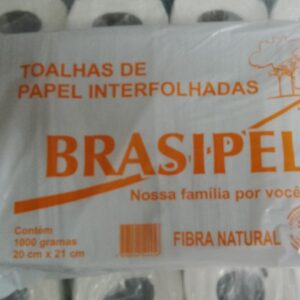 TOALHAS DE
PAPEL INTERFOLHADAS
BRASIPEL
Nossa família por você
Contém
1000 gramas
20 cm x 21 cm
FIBRA NATURAL